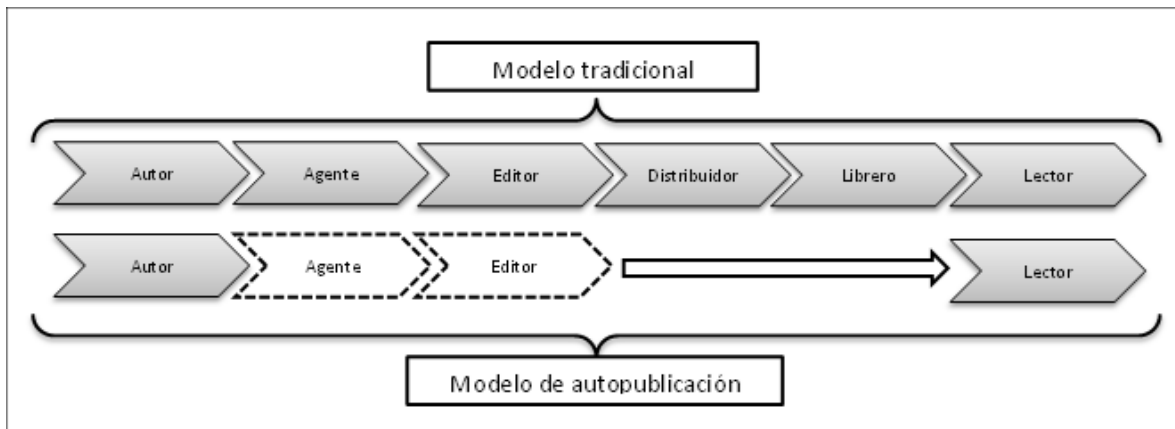 Modelo tradicional
Autor Agente Editor Distribuidor Librero Lector
Autor Agente Editor Lector
Modelo de autopublicación